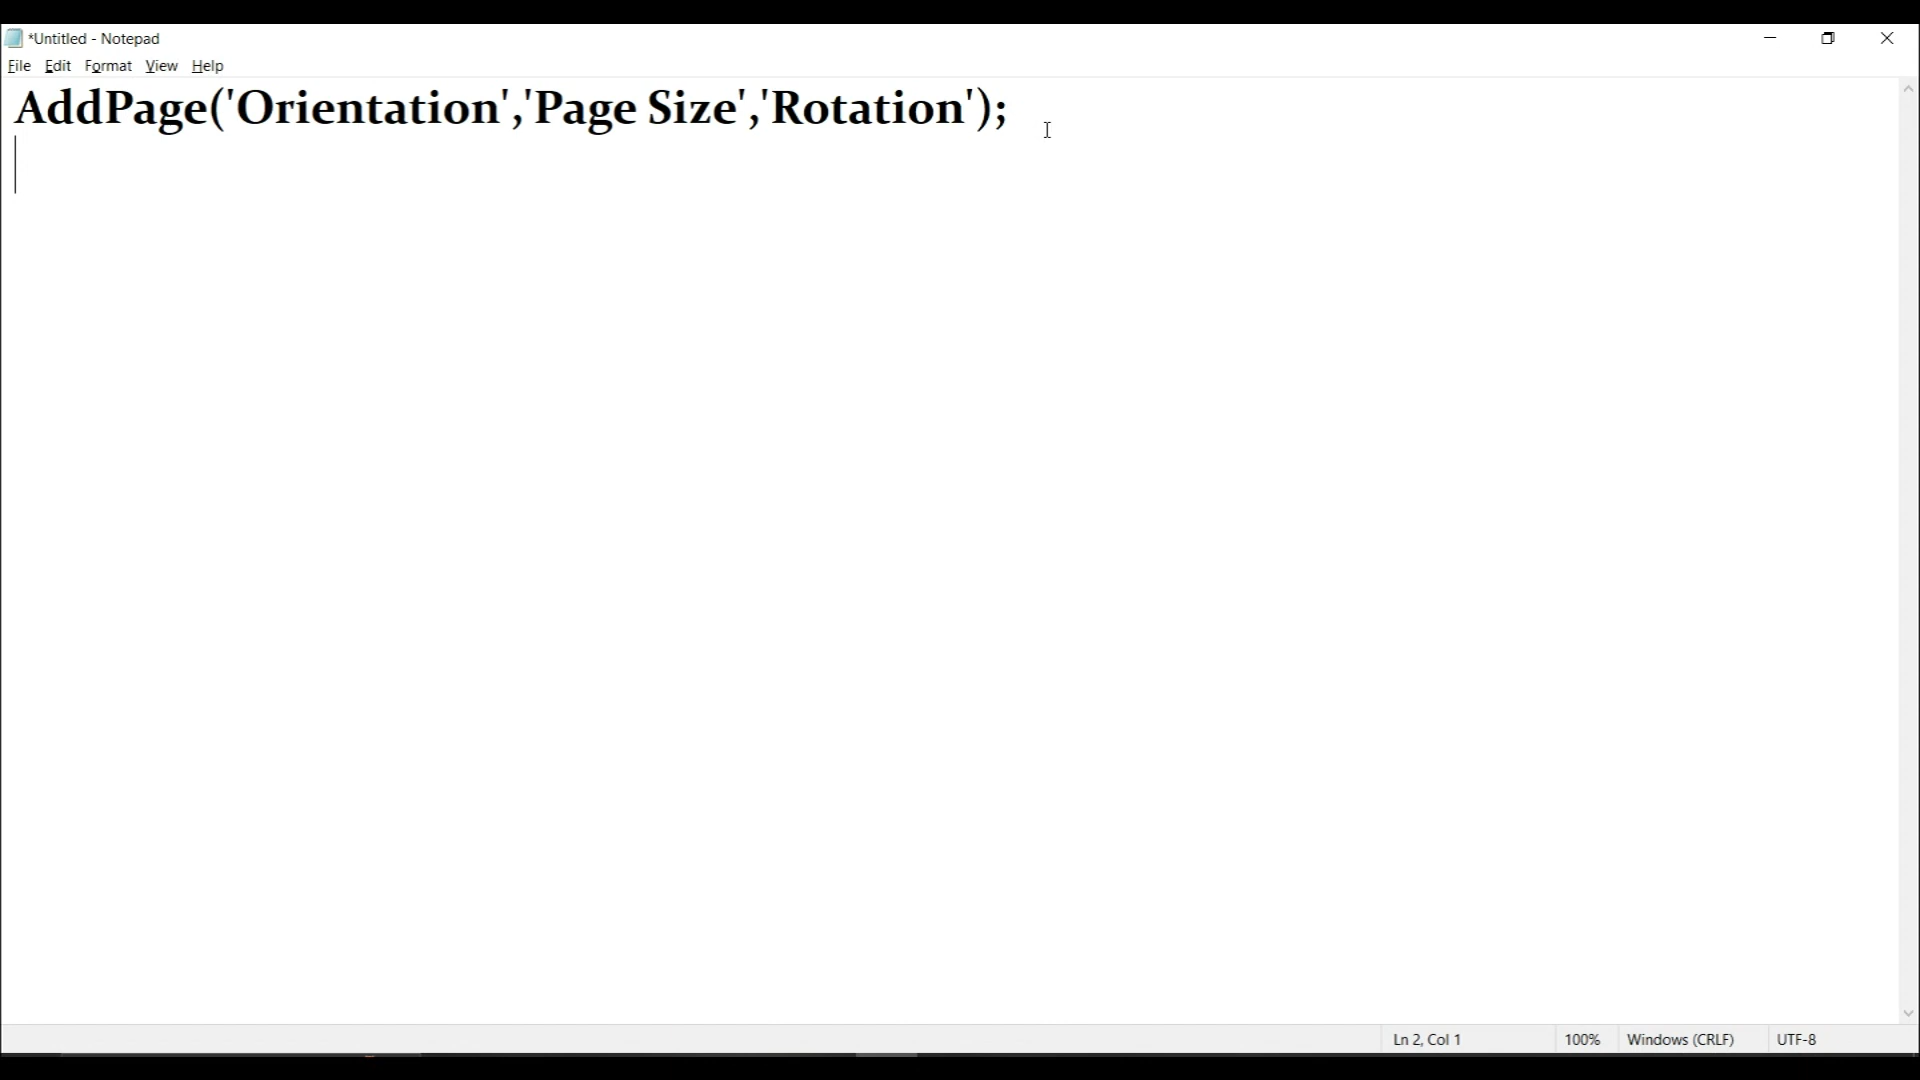 *Untitled - Notepad
File Edit Format View Help
AddPage('Orientation','Page Size','Rotation');
Ln 2, Col 1 100% Windows (CRLF) UTF-8